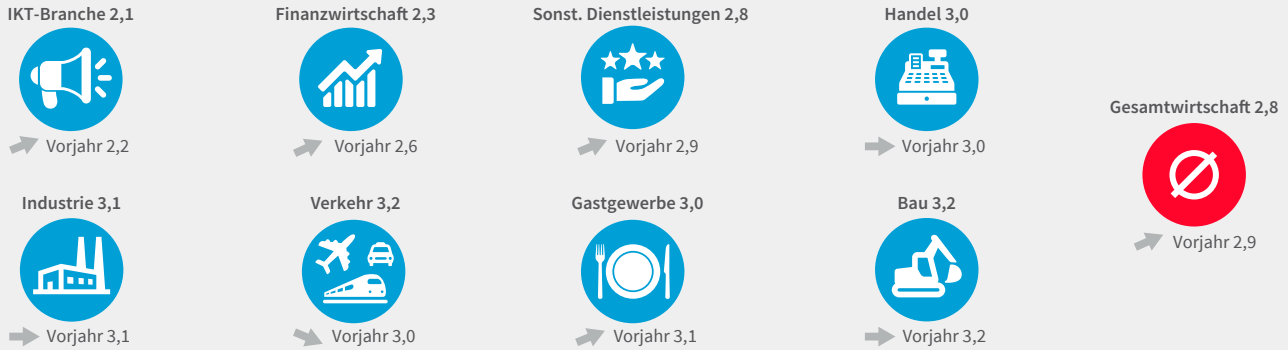 IKT-Branche 2,1
Vorjahr 2,2
Finanzwirtschaft 2,3
Vorjahr 2,6
Sonst. Dienstleistungen 2,8
Vorjahr 2,9
Handel 3,0
Vorjahr 3,0
Industrie 3,1
Vorjahr 3,1
Verkehr 3,2
Vorjahr 3,0
Gastgewerbe 3,0
Vorjahr 3,1
Bau 3,2
Vorjahr 3,2
Gesamtwirtschaft 2,8
Vorjahr 2,9